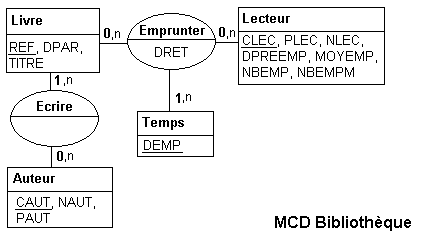 Livre
REF, DPAR,
TITRE
0,n
Emprunter
DRET
0,n
Lecteur
CLEC, PLEC, NLEC,
DPREEMP, MOYEMP,
NBEMP, NBEMPM
1,n
Ecrire
1,n
Temps
DEMP
0,n
Auteur
CAUT, NAUT,
PAUT
MCD Bibliothèque